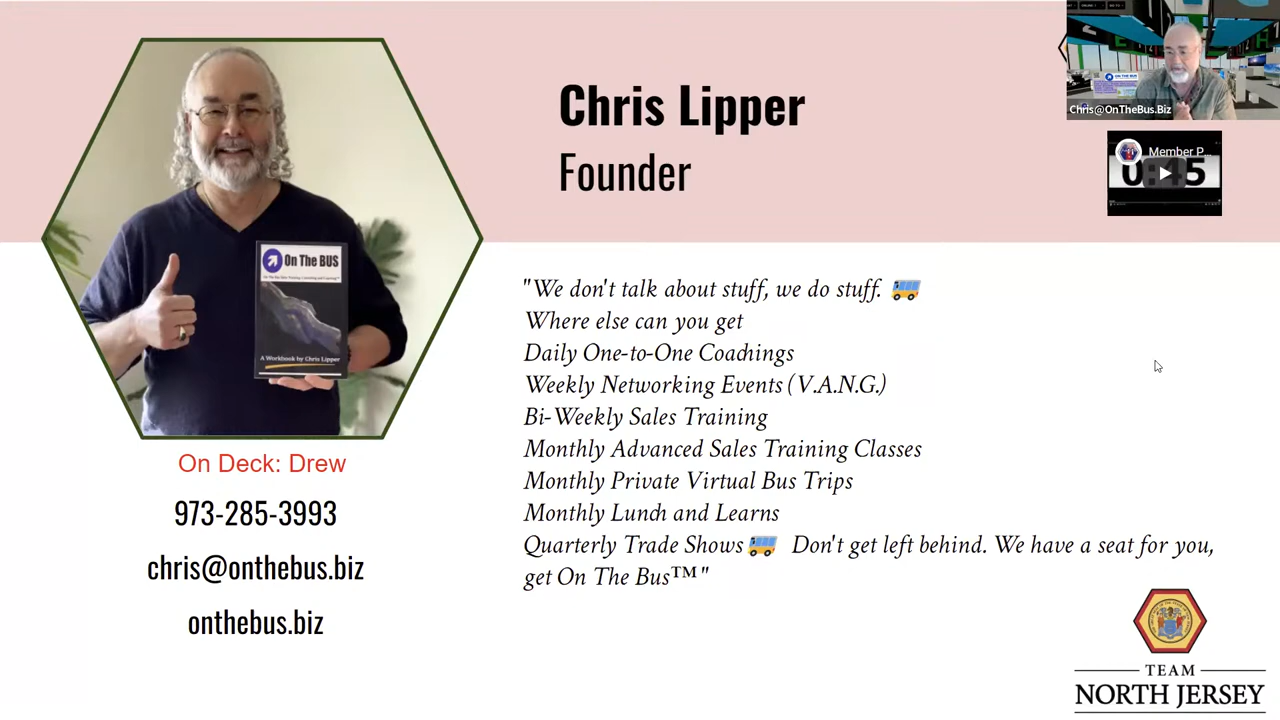 Chris Lipper
Founder
Chris@OnTheBus.Biz
Member P...
0:45
On The BUS
A Workbook by Chris Lipper
"We don't talk about stuff, we do stuff. 🚌
Where else can you get
Daily One-to-One Coachings
Weekly Networking Events (V.A.N.G.)
Bi-Weekly Sales Training
Monthly Advanced Sales Training Classes
Monthly Private Virtual Bus Trips
Monthly Lunch and Learns
Quarterly Trade Shows 🚌 Don't get left behind. We have a seat for you,
get On The Bus™"
On Deck: Drew
973-285-3993
chris@onthebus.biz
onthebus.biz
TEAM
NORTH JERSEY